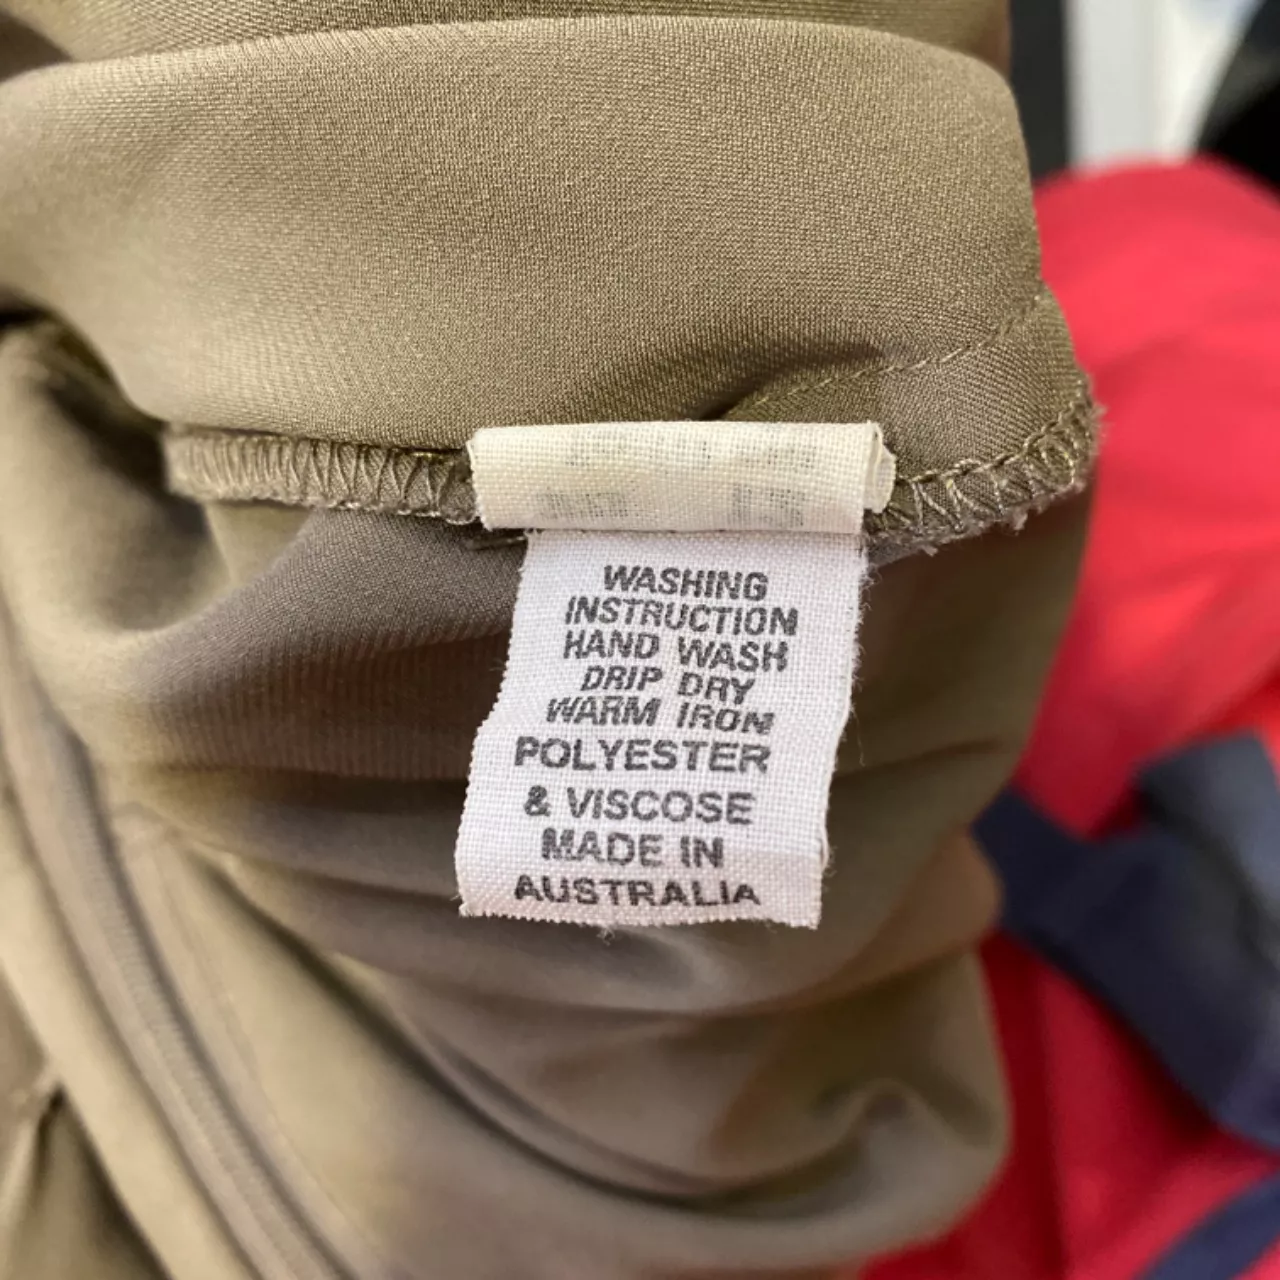 WASHING
INSTRUCTION
HAND WASH
DRIP DRY
WARM IRON
POLYESTER
& VISCOSE
MADE IN
AUSTRALIA